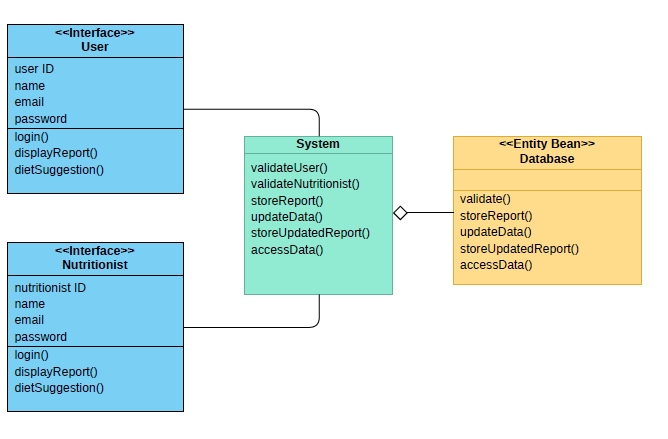 <<Interface>>
User
user ID
name
email
password
login()
displayReport()
dietSuggestion()
<<Interface>>
Nutritionist
nutritionist ID
name
email
password
login()
displayReport()
dietSuggestion()
System
validateUser()
validateNutritionist()
storeReport()
updateData()
storeUpdatedReport()
accessData()
<<Entity Bean>>
Database
validate()
storeReport()
updateData()
storeUpdatedReport()
accessData()